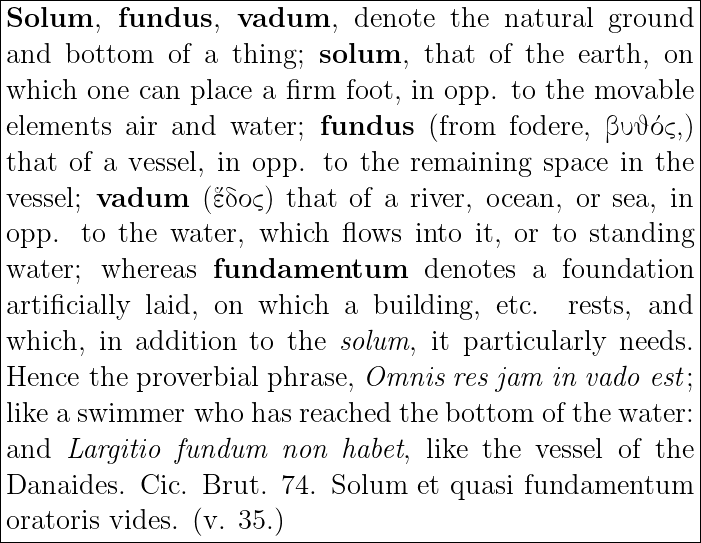 Solum, fundus, vadum, denote the natural ground
and bottom of a thing; solum, that of the earth, on
which one can place a firm foot, in opp. to the movable
elements air and water; fundus (from fodere, βυθός,)
that of a vessel, in opp. to the remaining space in the
vessel; vadum (ἕδος) that of a river, ocean, or sea, in
opp. to the water, which flows into it, or to standing
water; whereas fundamentum denotes a foundation
artificially laid, on which a building, etc. rests, and
which, in addition to the solum, it particularly needs.
Hence the proverbial phrase, Omnis res jam in vado est;
like a swimmer who has reached the bottom of the water:
and Largitio fundum non habet, like the vessel of the
Danaides. Cic. Brut. 74. Solum et quasi fundamentum
oratoris vides. (v. 35.)